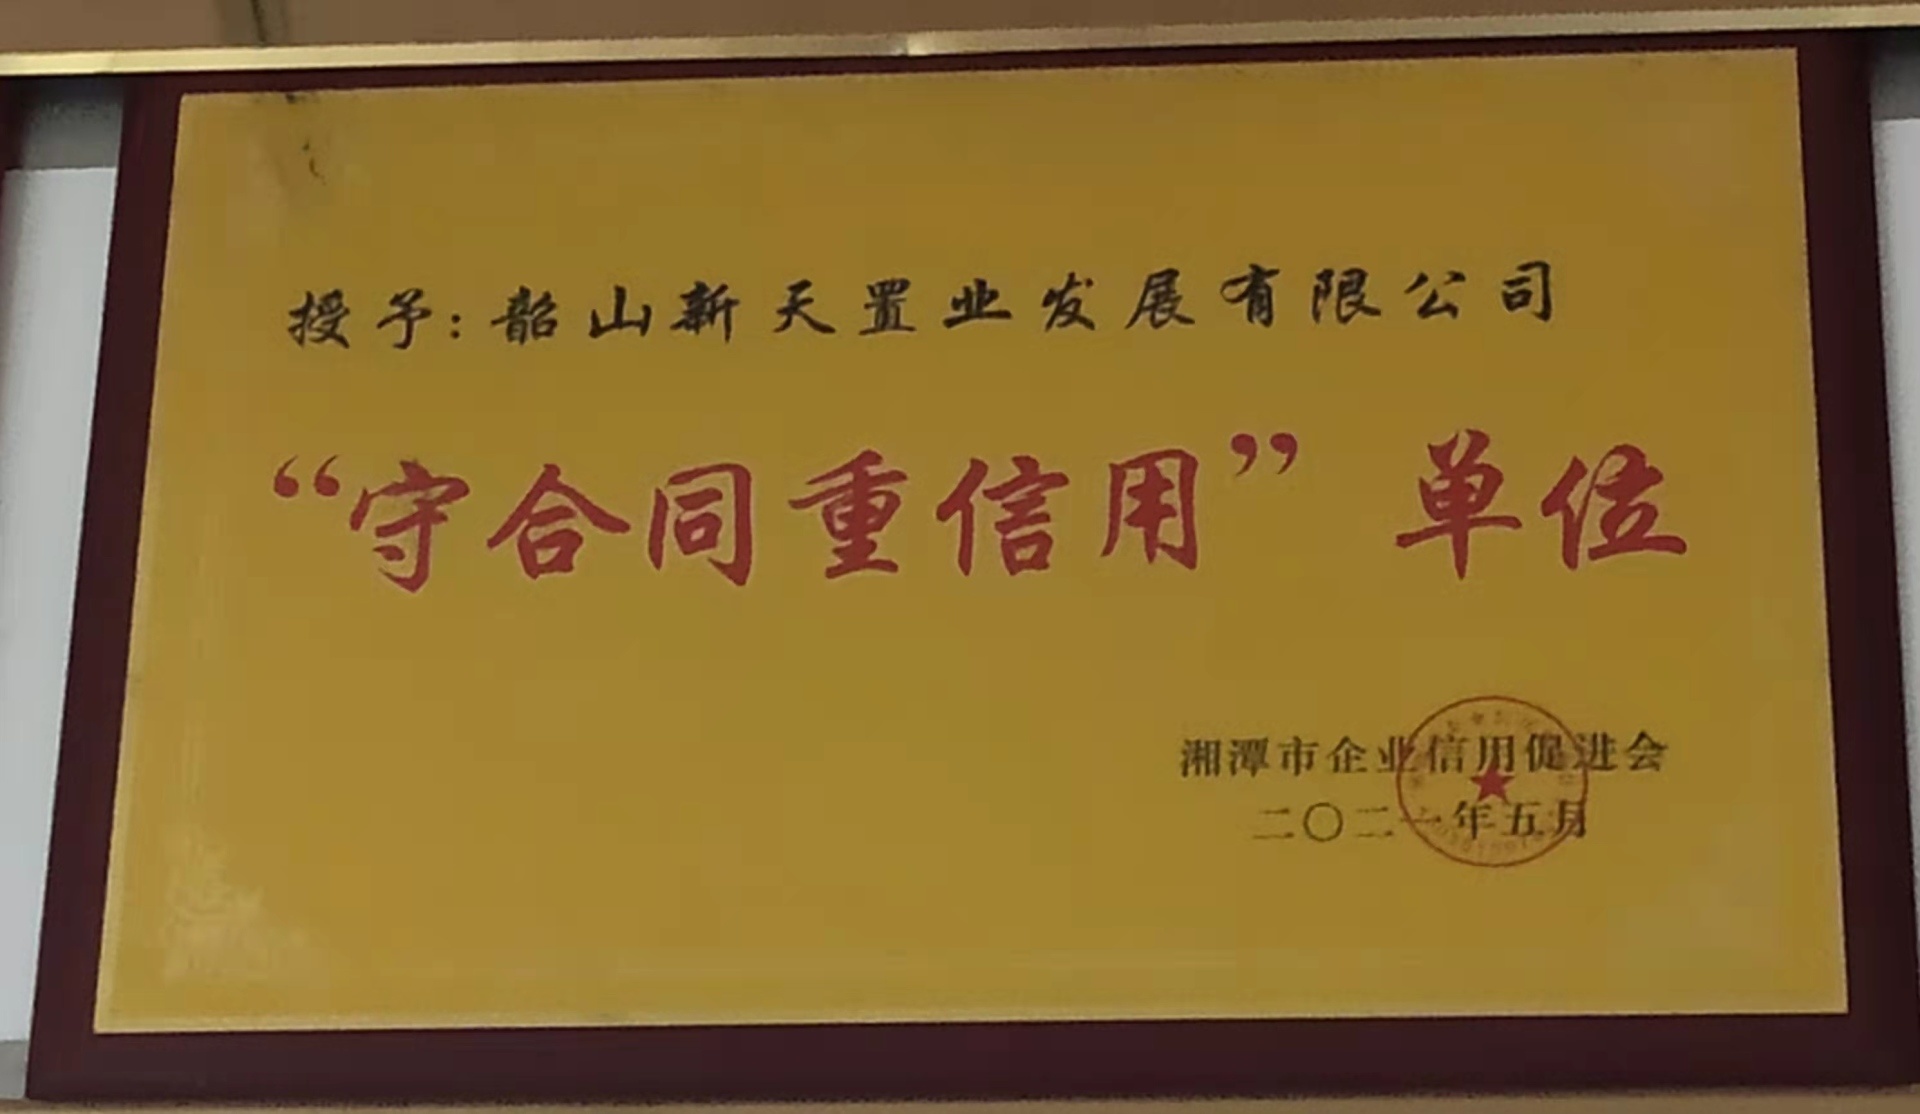 授予：韶山新天置业发展有限公司
“守合同重信用”单位
湘潭市企业信用促进会
二〇二一年五月